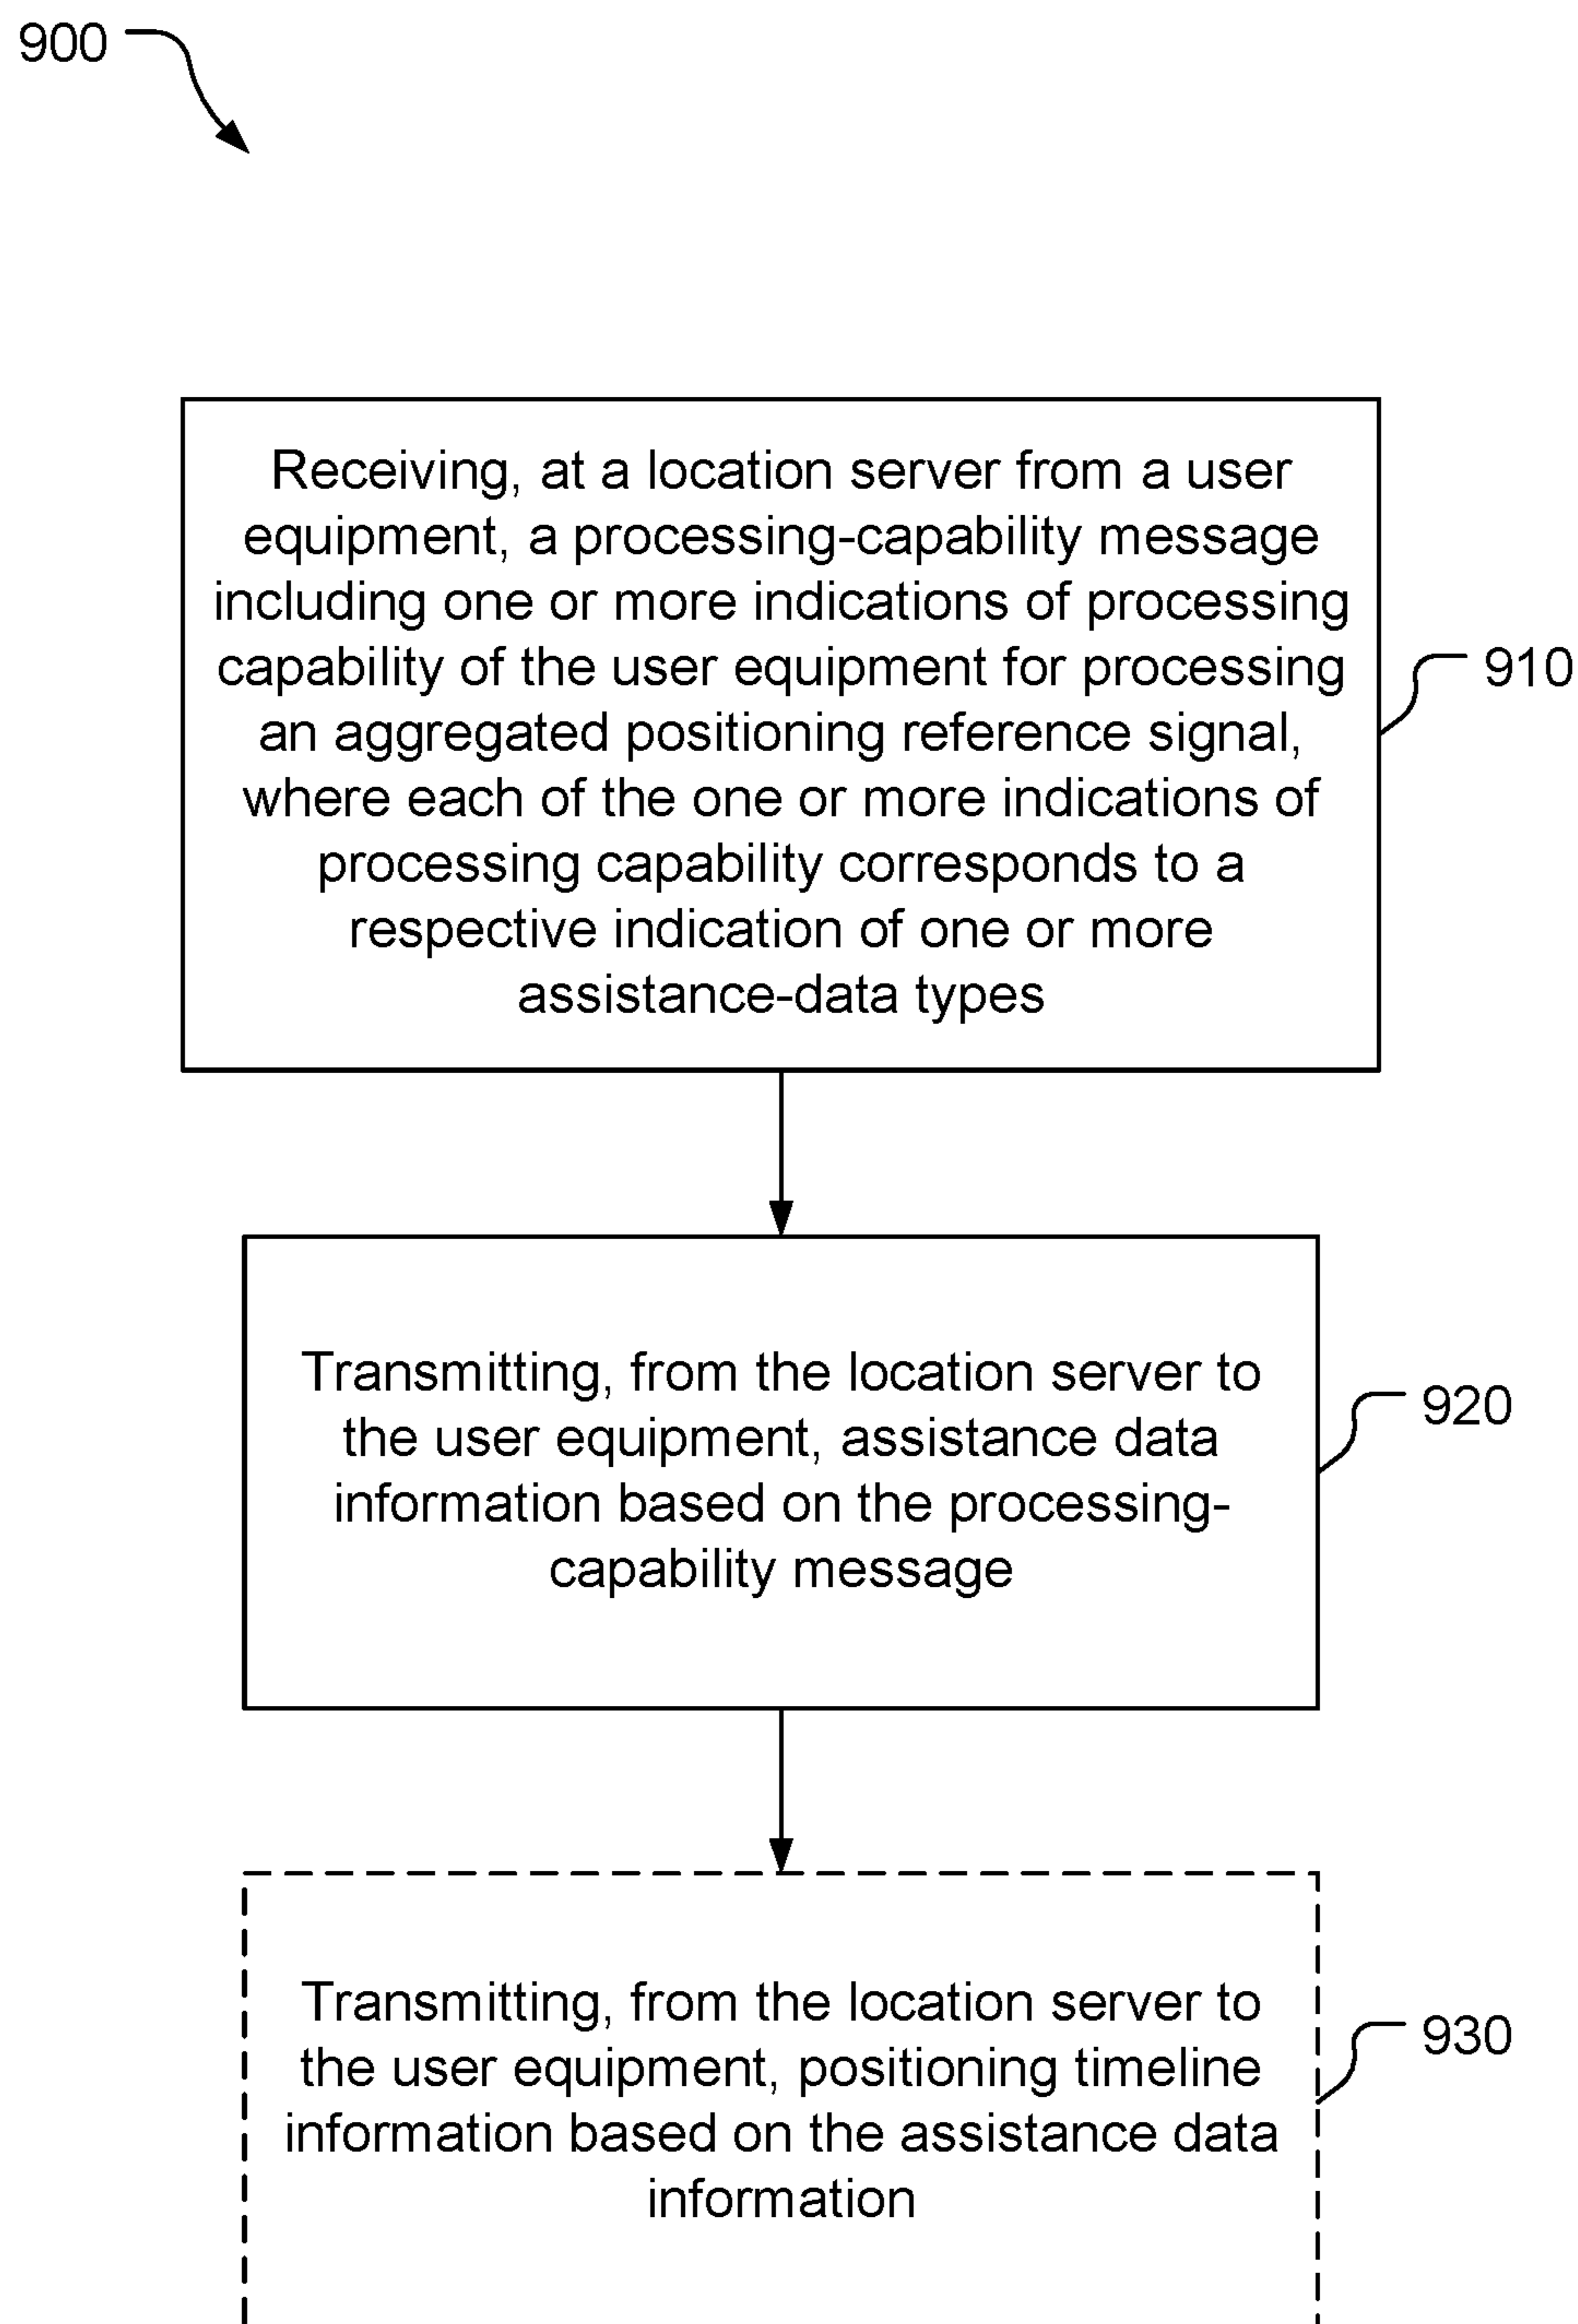 900
Receiving, at a location server from a user
equipment, a processing-capability message
including one or more indications of processing
capability of the user equipment for processing
an aggregated positioning reference signal,
where each of the one or more indications of
processing capability corresponds to a
respective indication of one or more
assistance-data types
910
Transmitting, from the location server to
the user equipment, assistance data
information based on the processing-
capability message
920
Transmitting, from the location server to
the user equipment, positioning timeline
information based on the assistance data
information
930